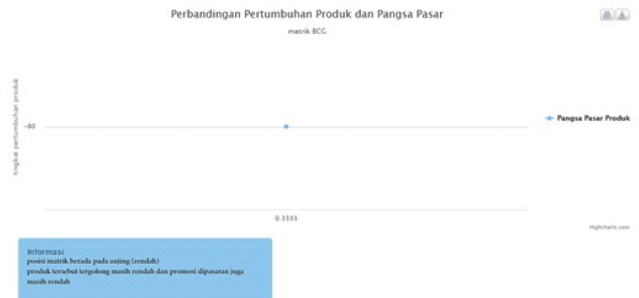 Perbandingan Pertumbuhan Produk dan Pangsa Pasar
matrik BCG
tingkat pertumbuhan produk
-80
Pangsa Pasar Produk
0.3333
Highcharts.com
Informasi
posisi matrik berada pada anjing (rendah)
produk tersebut tergolong masih rendah dan promosi dipasaran juga
masih rendah